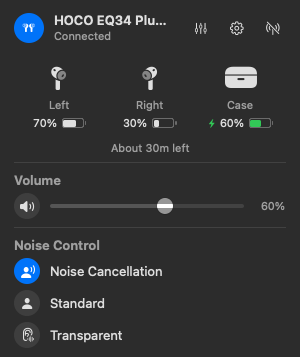 HOCO EQ34 Plu...
Connected
Left Right Case
70% 30% 60%
About 30m left
Volume
60%
Noise Control
Noise Cancellation
Standard
Transparent